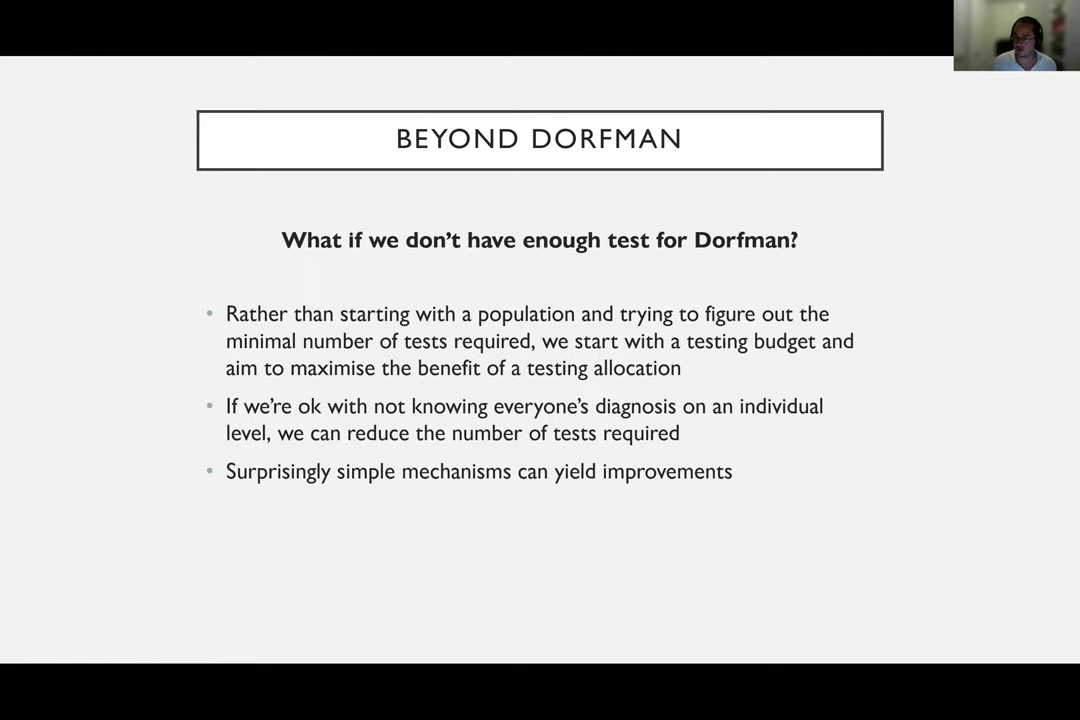 BEYOND DORFMAN
What if we don't have enough test for Dorfman?
• Rather than starting with a population and trying to figure out the
minimal number of tests required, we start with a testing budget and
aim to maximise the benefit of a testing allocation
• If we're ok with not knowing everyone's diagnosis on an individual
level, we can reduce the number of tests required
• Surprisingly simple mechanisms can yield improvements